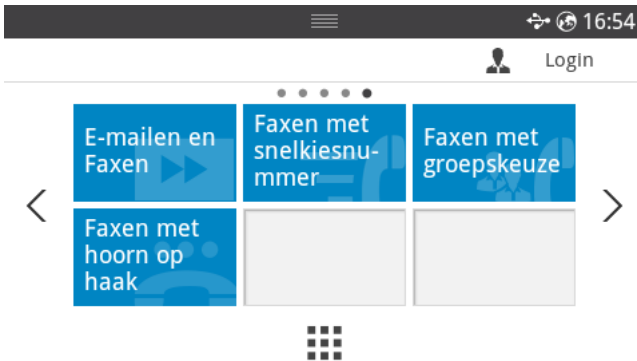 16:54
Login
E-mailen en
Faxen
Faxen met
snelkiesnu-
mmer
Faxen met
groepskeuze
Faxen met
hoorn op
haak